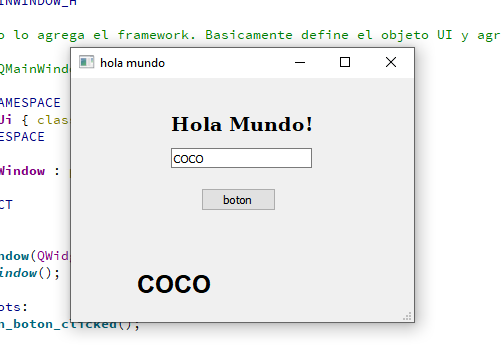 AINWINDOW_H
o lo agrega el framework. Basicamente define el objeto UI y agr
QMainWind
hola mundo
AMESPACE
Ui { clas
ESPACE
Window :
CT
Hola Mundo!
COCO
boton
ndow(QWid
indow();
COCO
ots:
n_boton_clicked();